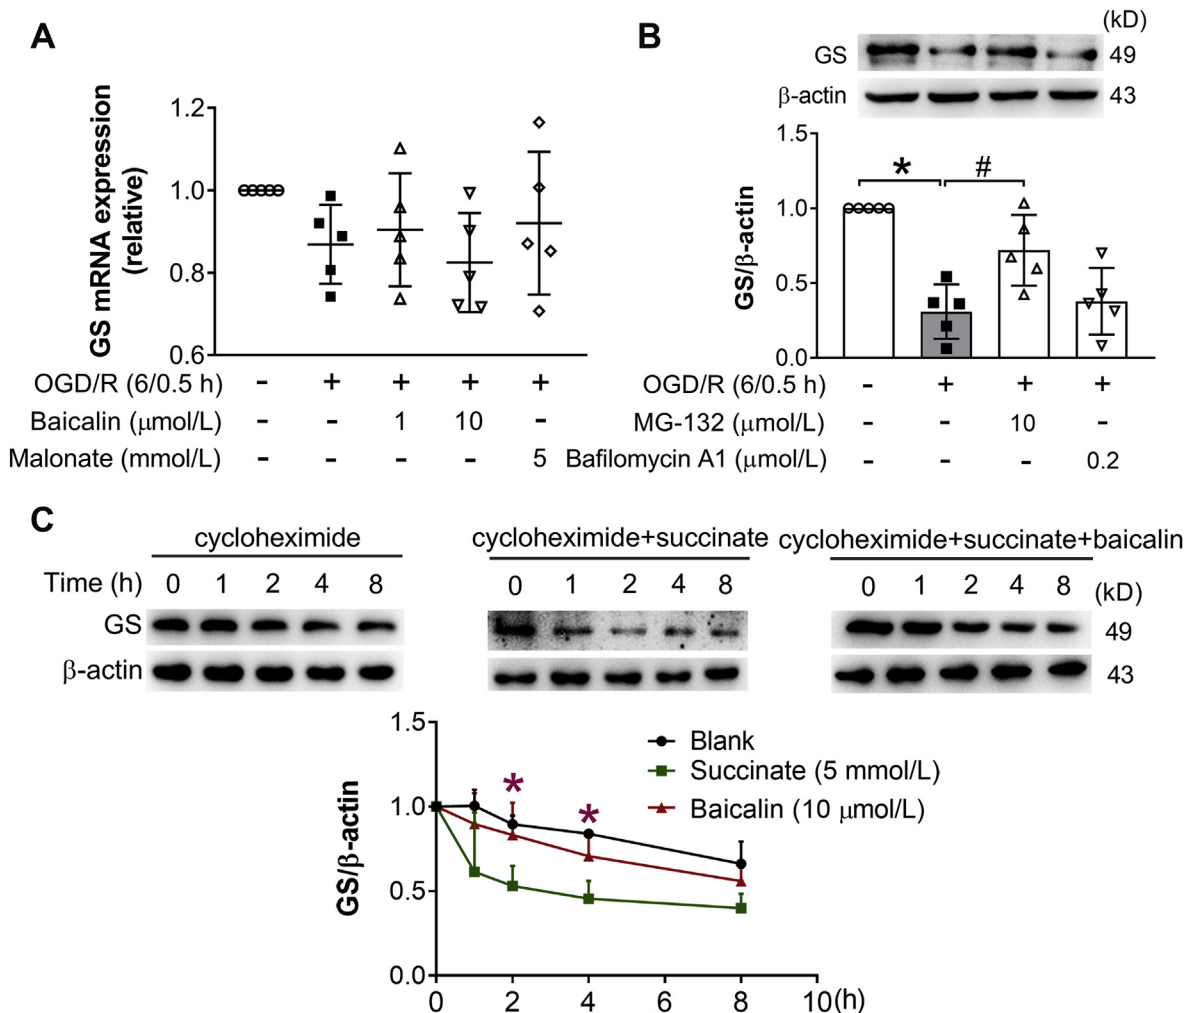 A
GS mRNA expression
(relative)
1.2
1.0
0.8
0.6
OGD/R (6/0.5 h) - + + + +
Baicalin (μmol/L) - - 1 10 -
Malonate (mmol/L) - - - - 5
B
(kD)
GS 49
β-actin 43
GS/β-actin
1.5
1.0
0.5
0.0
* #
OGD/R (6/0.5 h) - + + +
MG-132 (μmol/L) - - 10 -
Bafilomycin A1 (μmol/L) - - - 0.2
C
cycloheximide cycloheximide+succinate cycloheximide+succinate+baicalin
Time (h) 0 1 2 4 8 0 1 2 4 8 0 1 2 4 8 (kD)
GS 49
β-actin 43
GS/β-actin
1.5
1.0
0.5
0.0
* *
Blank
Succinate (5 mmol/L)
Baicalin (10 μmol/L)
0 2 4 6 8 10 (h)